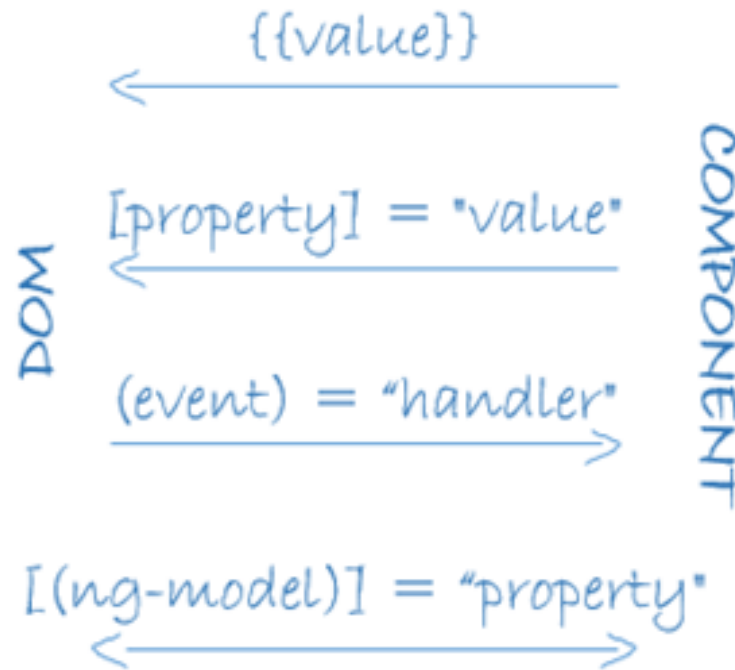 {{value}}
[property] = "value"
DOM
COMPONENT
(event) = "handler"
[(ng-model)] = "property"